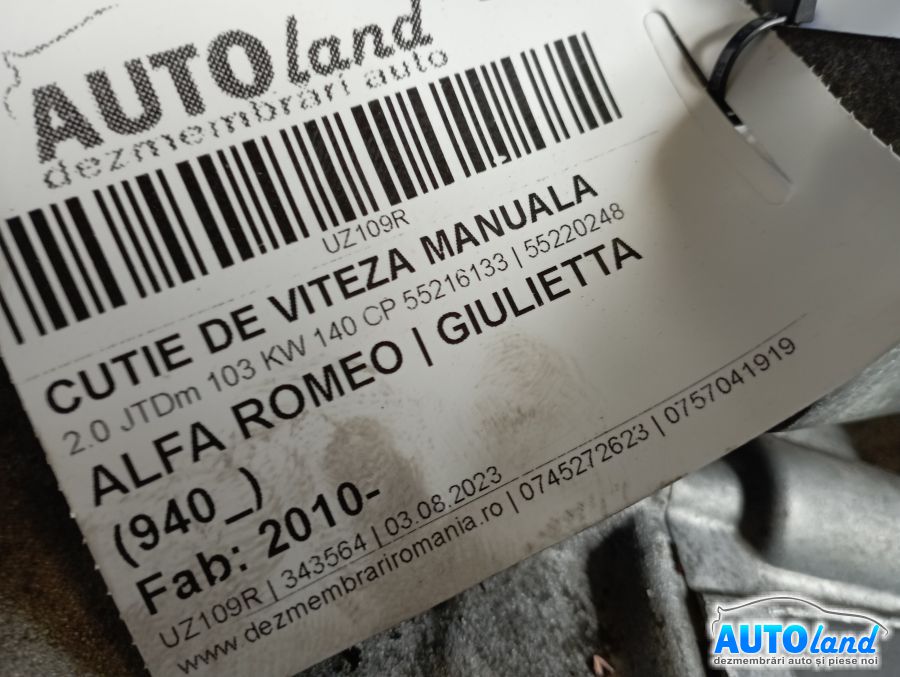 AUTOland
dezmembrări auto
UZ109R
CUTIE DE VITEZA MANUALA
2.0 JTDm 103 KW 140 CP 55216133 | 55220248
ALFA ROMEO | GIULIETTA
(940_)
Fab: 2010-
UZ109R | 343564 | 03.08.2023
www.dezmembrariromania.ro | 0745272623 | 0757041919
AUTOland
dezmembrări auto și piese noi